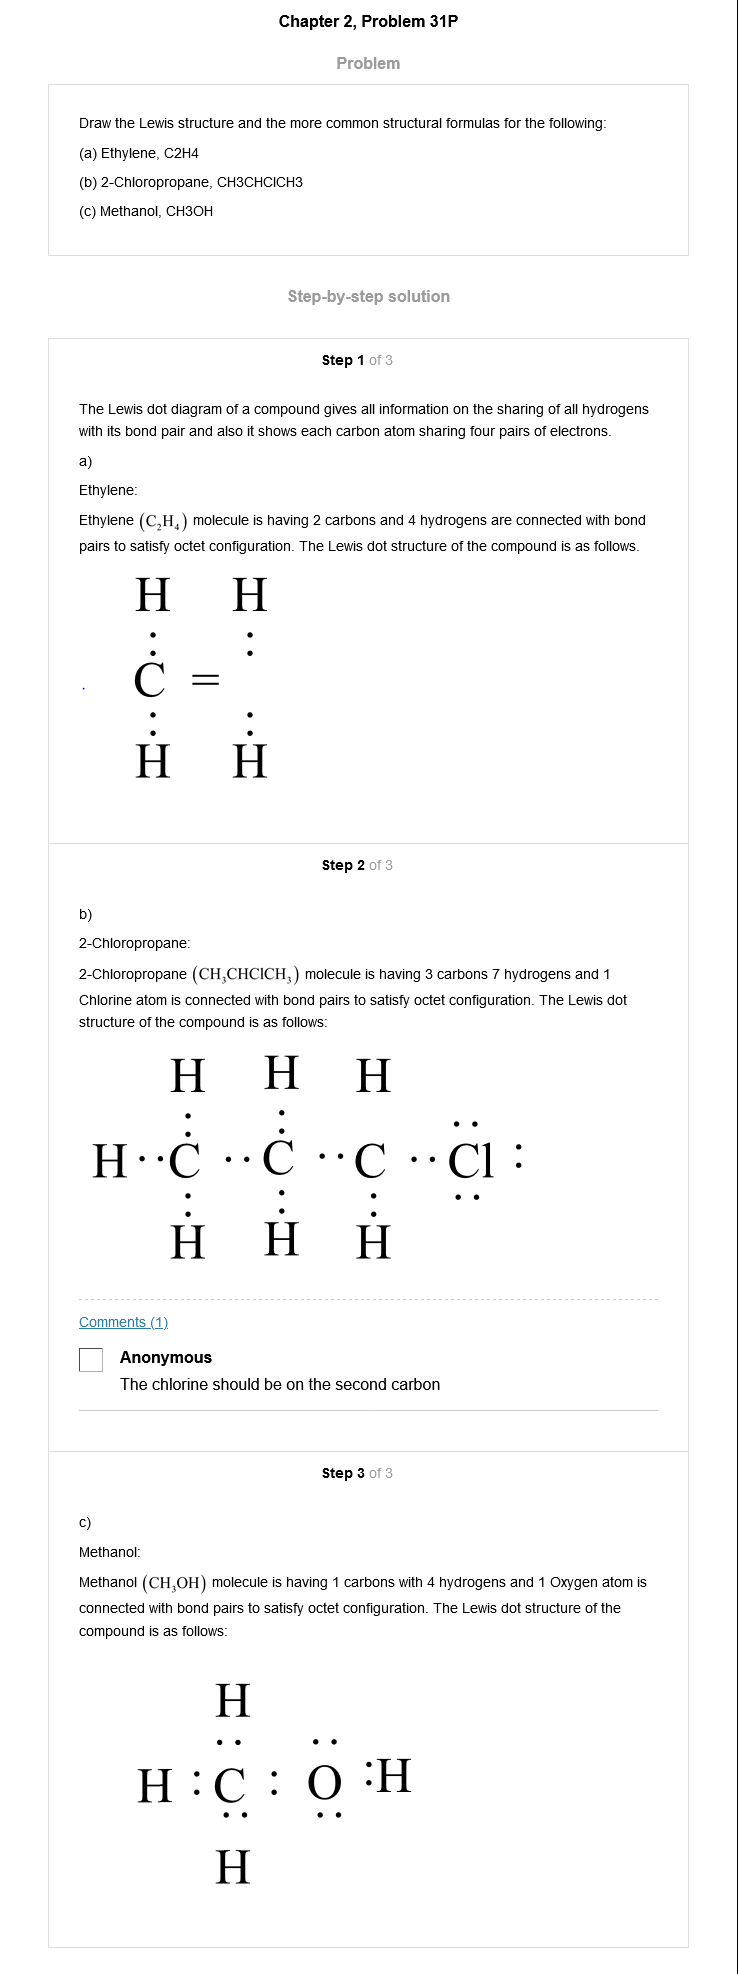 Chapter 2, Problem 31P
Problem
Draw the Lewis structure and the more common structural formulas for the following:
(a) Ethylene, C2H4
(b) 2-Chloropropane, CH3CHClCH3
(c) Methanol, CH3OH
Step-by-step solution
Step 1 of 3
The Lewis dot diagram of a compound gives all information on the sharing of all hydrogens
with its bond pair and also it shows each carbon atom sharing four pairs of electrons.
a)
Ethylene:
Ethylene (C₂H₄) molecule is having 2 carbons and 4 hydrogens are connected with bond
pairs to satisfy octet configuration. The Lewis dot structure of the compound is as follows.
H H
: :
C =
: :
H H
Step 2 of 3
b)
2-Chloropropane:
2-Chloropropane (CH₃CHClCH₃) molecule is having 3 carbons 7 hydrogens and 1
Chlorine atom is connected with bond pairs to satisfy octet configuration. The Lewis dot
structure of the compound is as follows:
H H H
: : ··
H ·· C ·· C ·· C ·· Cl :
: : : ··
H H H
Comments (1)
Anonymous
The chlorine should be on the second carbon
Step 3 of 3
c)
Methanol:
Methanol (CH₃OH) molecule is having 1 carbons with 4 hydrogens and 1 Oxygen atom is
connected with bond pairs to satisfy octet configuration. The Lewis dot structure of the
compound is as follows:
H
·· ··
H : C : O :H
·· ··
H